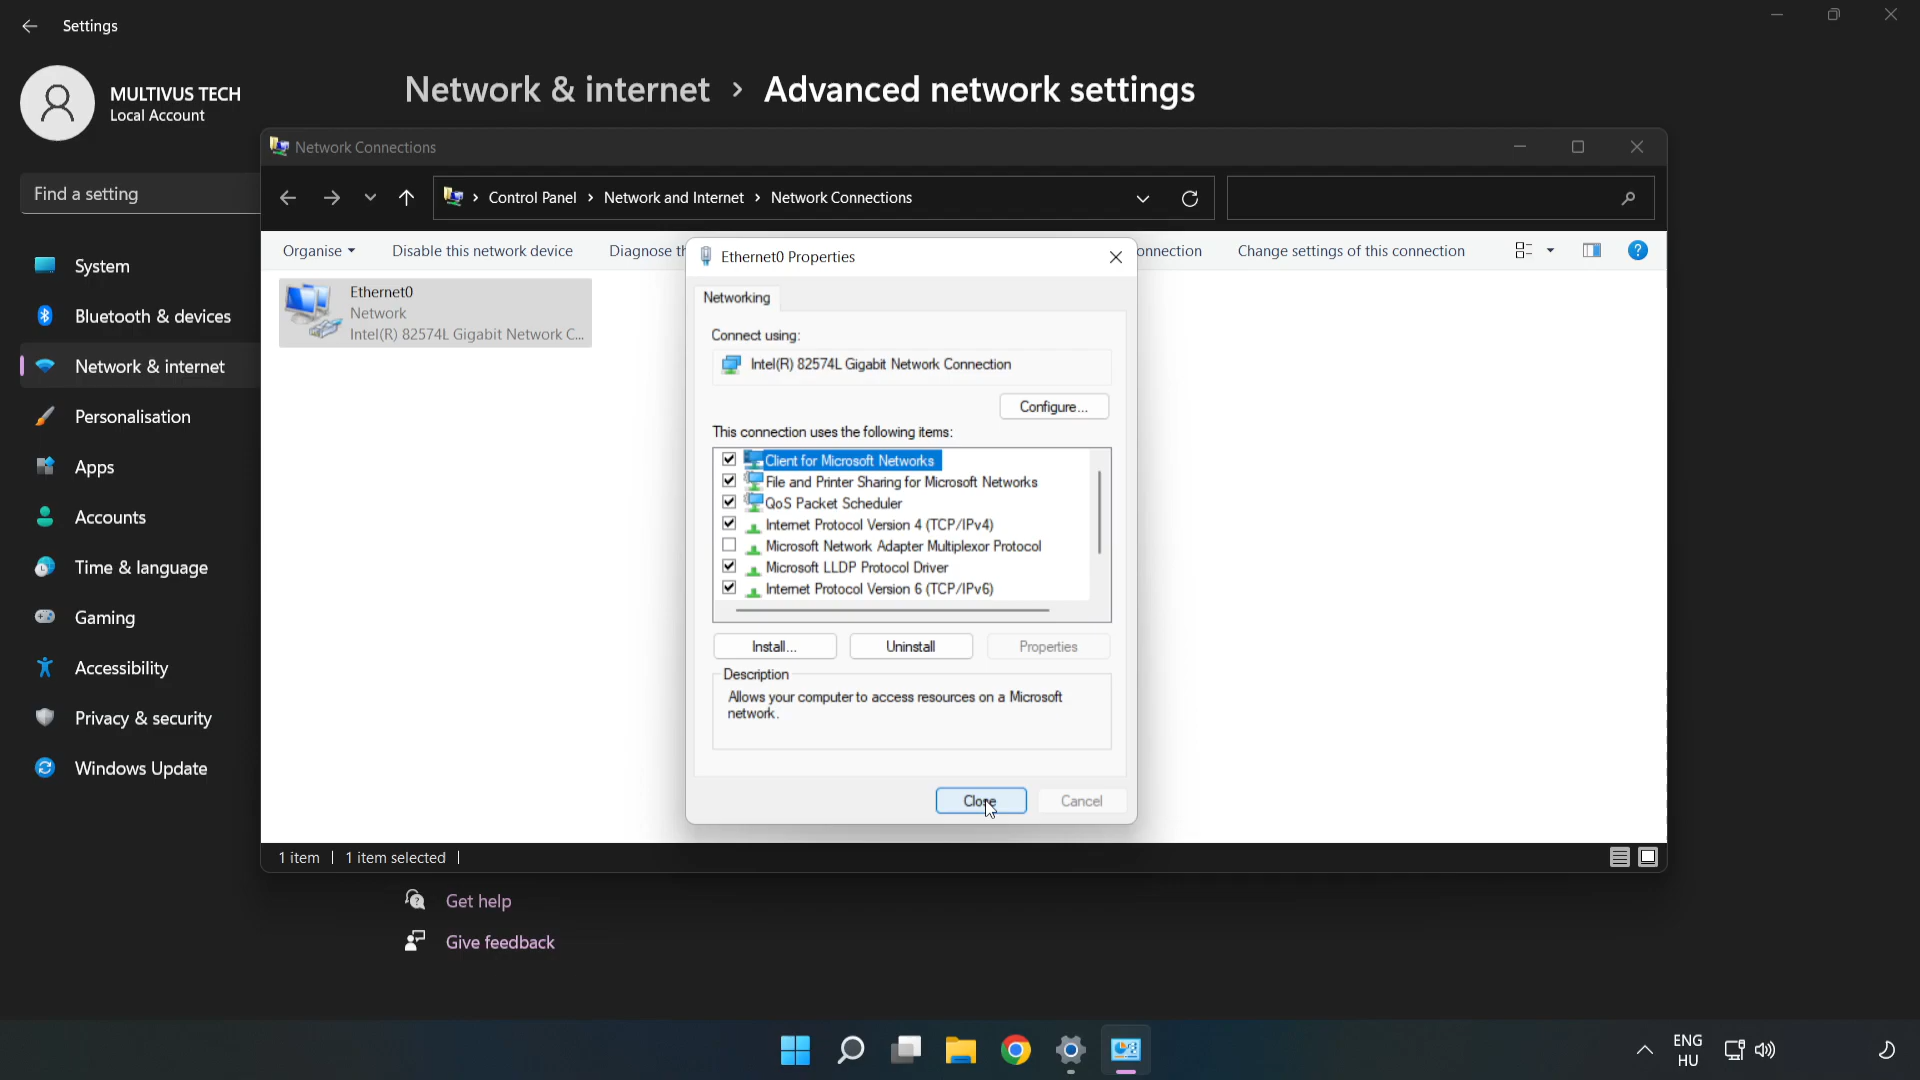 Settings
MULTIVUS TECH
Local Account
Find a setting
System
Bluetooth & devices
Network & internet
Personalisation
Apps
Accounts
Time & language
Gaming
Accessibility
Privacy & security
Windows Update
Network & internet › Advanced network settings
Network Connections
Control Panel › Network and Internet › Network Connections
Organise Disable this network device Diagnose th onnection Change settings of this connection
Ethernet0
Network
Intel(R) 82574L Gigabit Network C...
Ethernet0 Properties
Networking
Connect using:
Intel(R) 82574L Gigabit Network Connection
Configure...
This connection uses the following items:
Client for Microsoft Networks
File and Printer Sharing for Microsoft Networks
QoS Packet Scheduler
Internet Protocol Version 4 (TCP/IPv4)
Microsoft Network Adapter Multiplexor Protocol
Microsoft LLDP Protocol Driver
Internet Protocol Version 6 (TCP/IPv6)
Install... Uninstall Properties
Description
Allows your computer to access resources on a Microsoft
network.
Close Cancel
1 item 1 item selected
Get help
Give feedback
ENG
HU